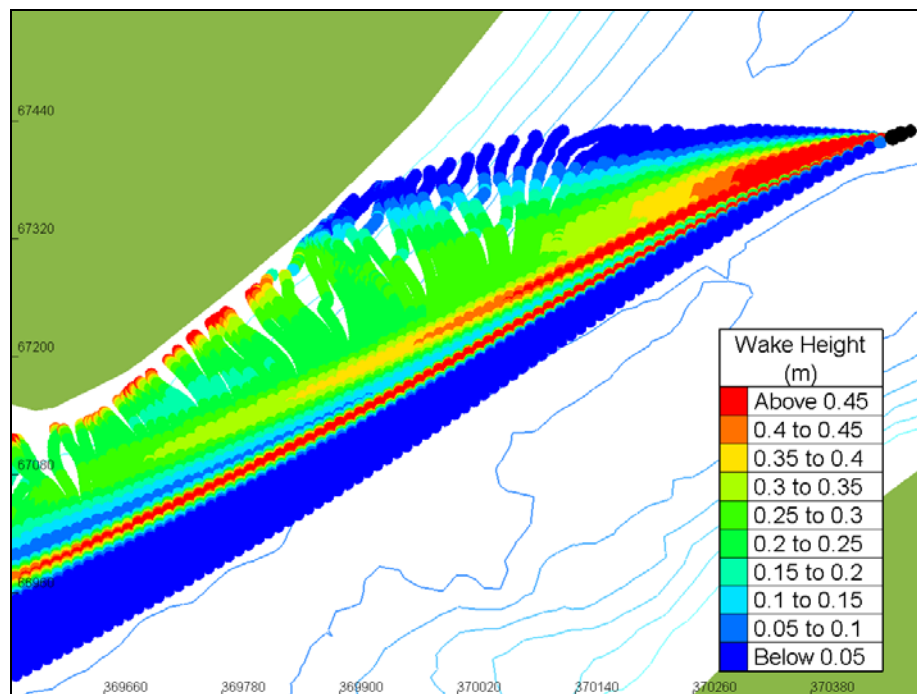 67440
67320
67200
67080
66960
Wake Height
(m)
Above 0.45
0.4 to 0.45
0.35 to 0.4
0.3 to 0.35
0.25 to 0.3
0.2 to 0.25
0.15 to 0.2
0.1 to 0.15
0.05 to 0.1
Below 0.05
369660 369780 369900 370020 370140 370260 370380